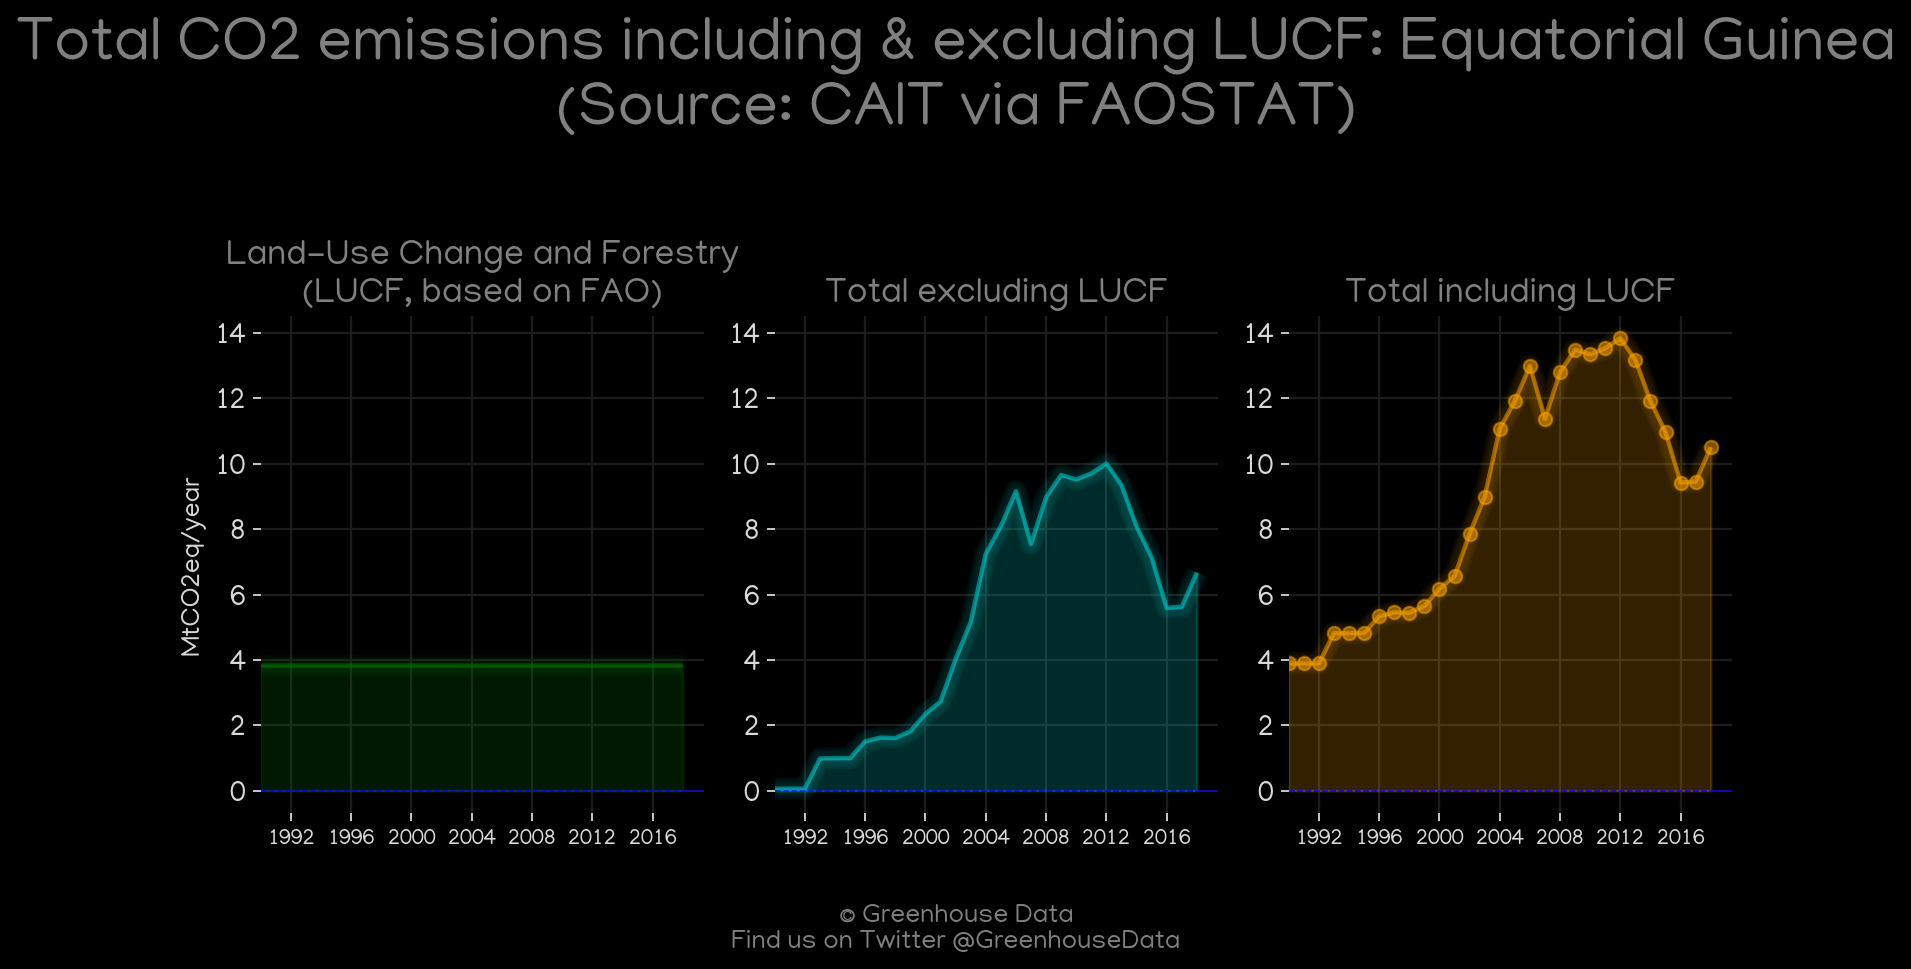 Total CO2 emissions including & excluding LUCF: Equatorial Guinea
(Source: CAIT via FAOSTAT)
Land-Use Change and Forestry
(LUCF, based on FAO)
Total excluding LUCF
Total including LUCF
MtCO2eq/year
14
12
10
8
6
4
2
0
1992 1996 2000 2004 2008 2012 2016
14
12
10
8
6
4
2
0
1992 1996 2000 2004 2008 2012 2016
14
12
10
8
6
4
2
0
1992 1996 2000 2004 2008 2012 2016
© Greenhouse Data
Find us on Twitter @GreenhouseData